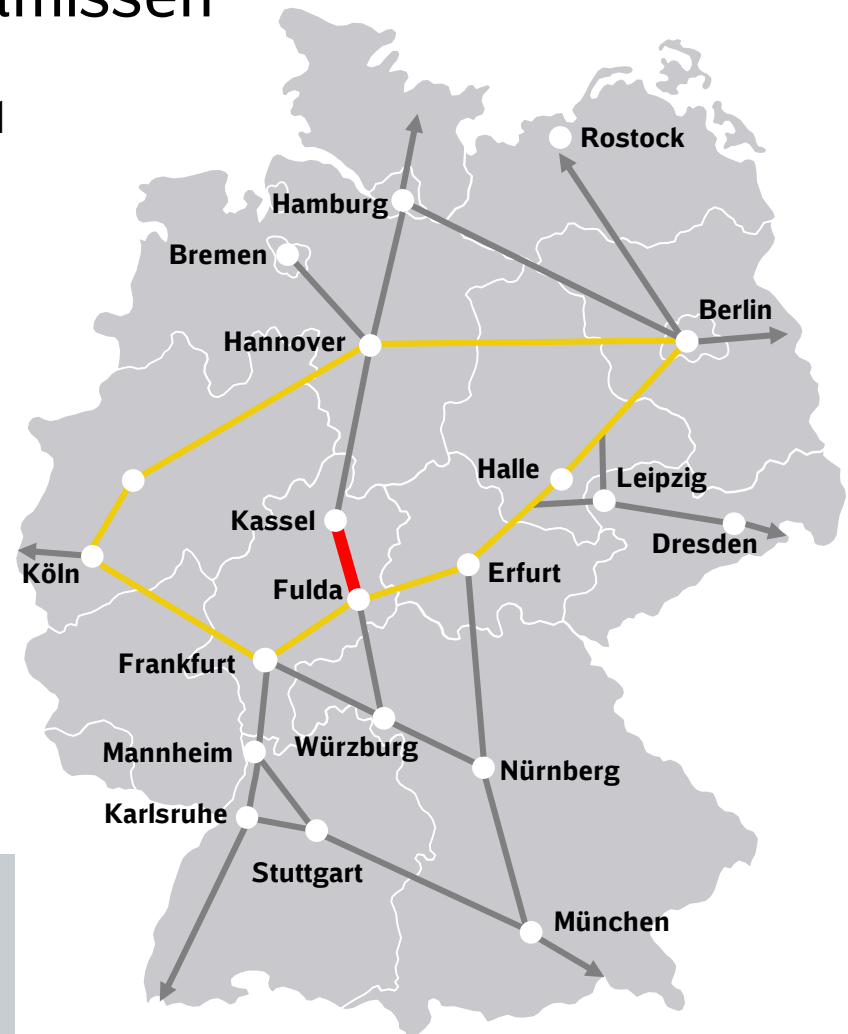 Rostock
Hamburg
Bremen
Berlin
Hannover
Halle
Leipzig
Kassel
Dresden
Köln
Erfurt
Fulda
Frankfurt
Würzburg
Mannheim
Nürnberg
Karlsruhe
Stuttgart
München